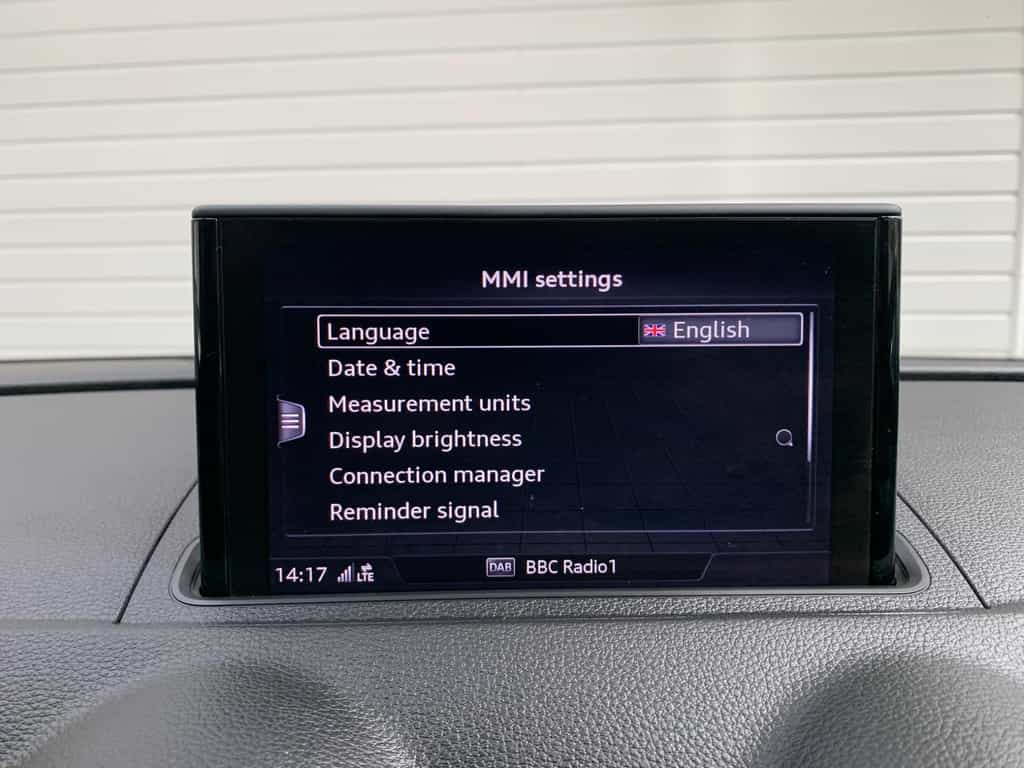 MMI settings
Language English
Date & time
Measurement units
Display brightness
Connection manager
Reminder signal
14:17 LTE DAB BBC Radio1